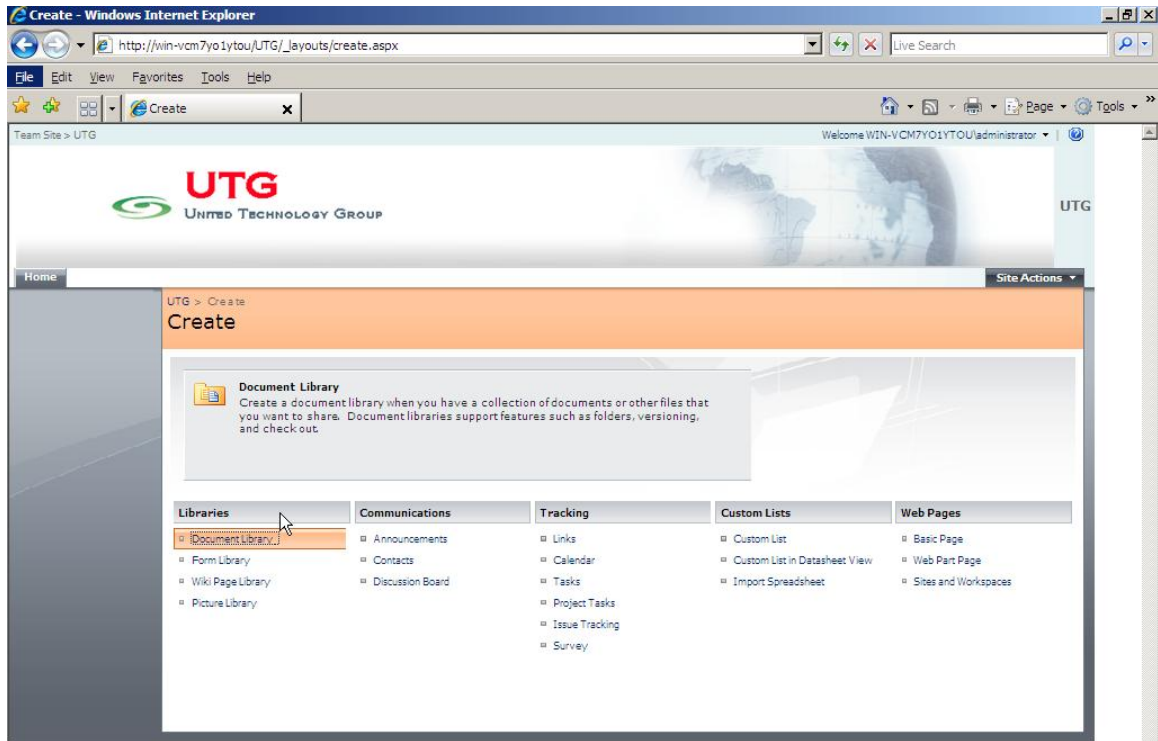 Create - Windows Internet Explorer
http://win-vcm7yo1ytou/UTG/_layouts/create.aspx
Live Search
File Edit View Favorites Tools Help
Create
Page Tools
Team Site > UTG
Welcome WIN-VCM7YO1YTOU\administrator
UTG
UNITED TECHNOLOGY GROUP
UTG
Home
Site Actions
UTG > Create
Create
Document Library
Create a document library when you have a collection of documents or other files that
you want to share. Document libraries support features such as folders, versioning,
and check out.
Libraries
Document Library
Form Library
Wiki Page Library
Picture Library
Communications
Announcements
Contacts
Discussion Board
Tracking
Links
Calendar
Tasks
Project Tasks
Issue Tracking
Survey
Custom Lists
Custom List
Custom List in Datasheet View
Import Spreadsheet
Web Pages
Basic Page
Web Part Page
Sites and Workspaces